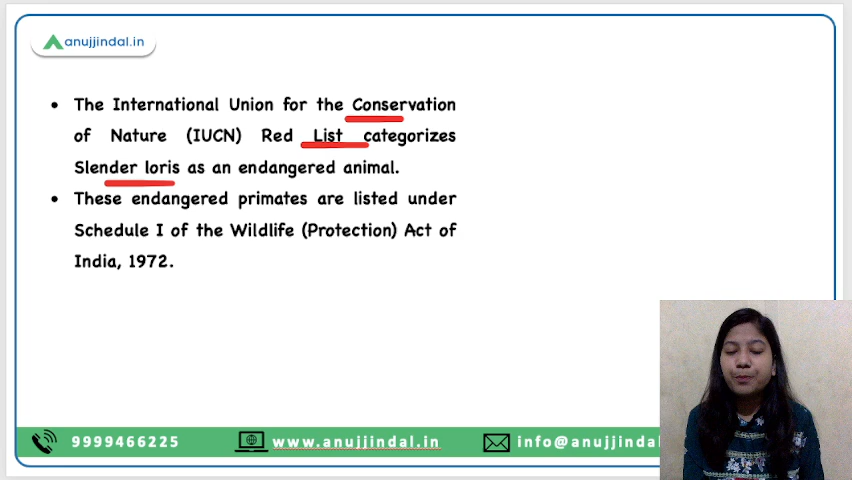 anujjindal.in
• The International Union for the Conservation
of Nature (IUCN) Red List categorizes
Slender loris as an endangered animal.
• These endangered primates are listed under
Schedule I of the Wildlife (Protection) Act of
India, 1972.
9999466225 www.anujjindal.in info@anujjindal